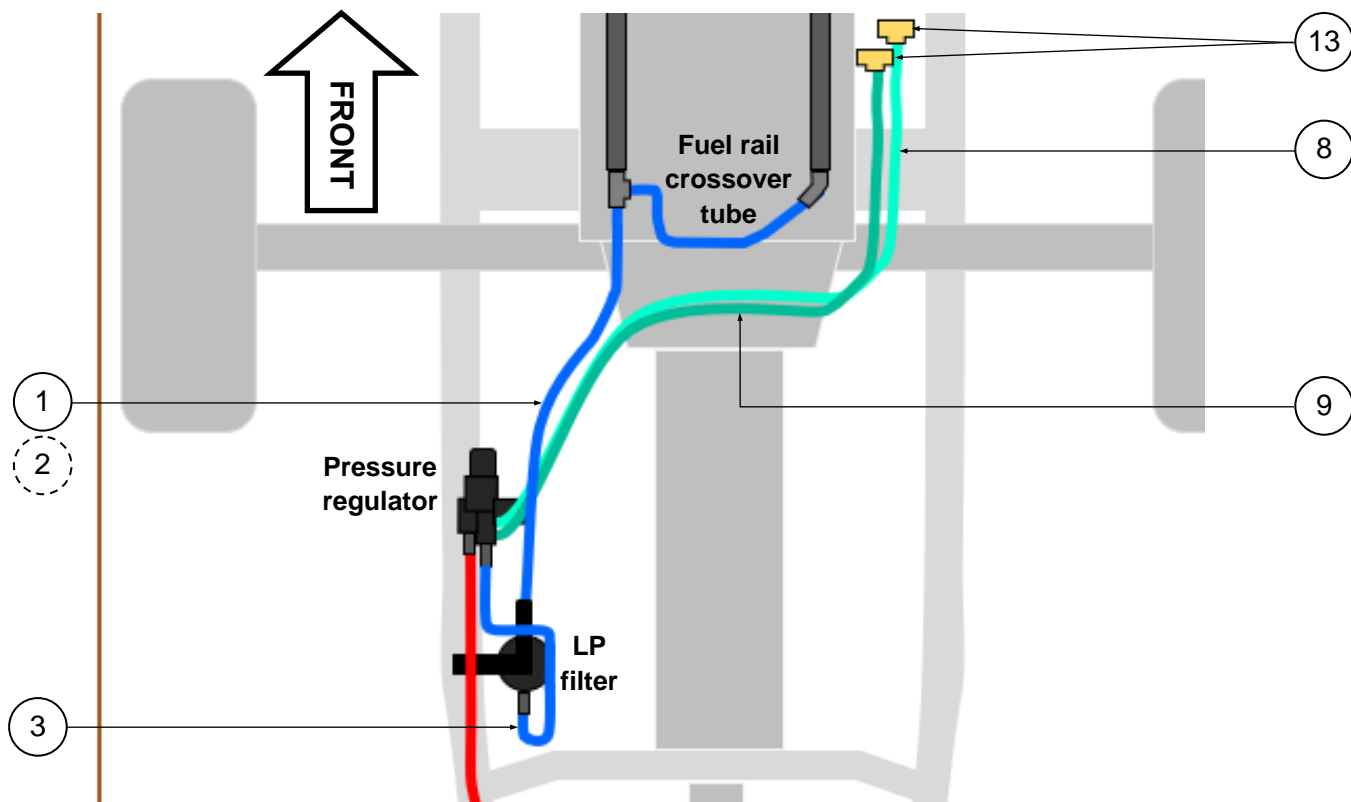 13
FRONT
Fuel rail
crossover
tube
8
1
9
2
Pressure
regulator
LP
filter
3